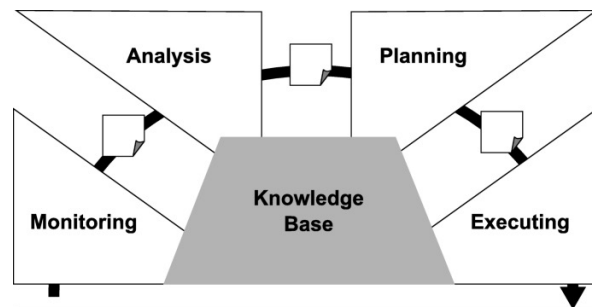 Analysis
Planning
Monitoring
Knowledge
Base
Executing